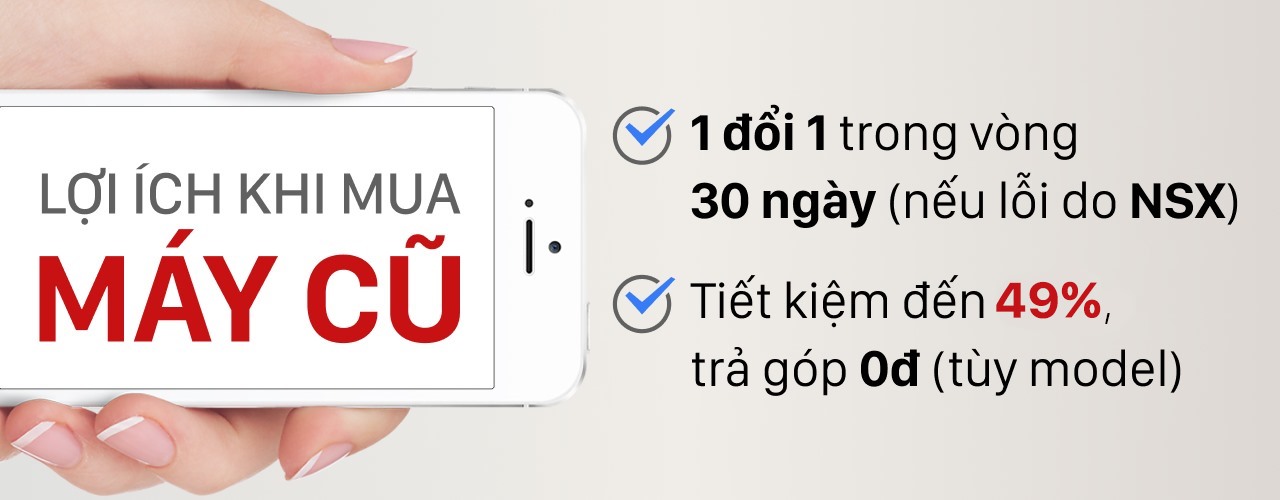 LỢI ÍCH KHI MUA
MÁY CŨ
1 đổi 1 trong vòng
30 ngày (nếu lỗi do NSX)
Tiết kiệm đến 49%,
trả góp 0đ (tùy model)